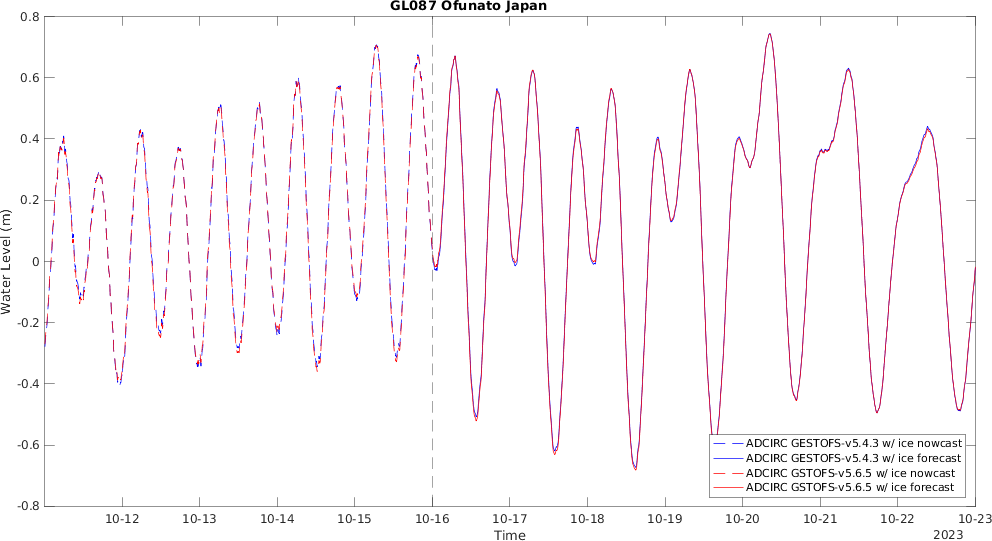 GL087 Ofunato Japan
0.8
0.6
0.4
0.2
0
-0.2
-0.4
-0.6
-0.8
Water Level (m)
ADCIRC GESTOFS-v5.4.3 w/ ice nowcast
ADCIRC GESTOFS-v5.4.3 w/ ice forecast
ADCIRC GSTOFS-v5.6.5 w/ ice nowcast
ADCIRC GSTOFS-v5.6.5 w/ ice forecast
10-12 10-13 10-14 10-15 10-16 10-17 10-18 10-19 10-20 10-21 10-22 10-23
Time
2023